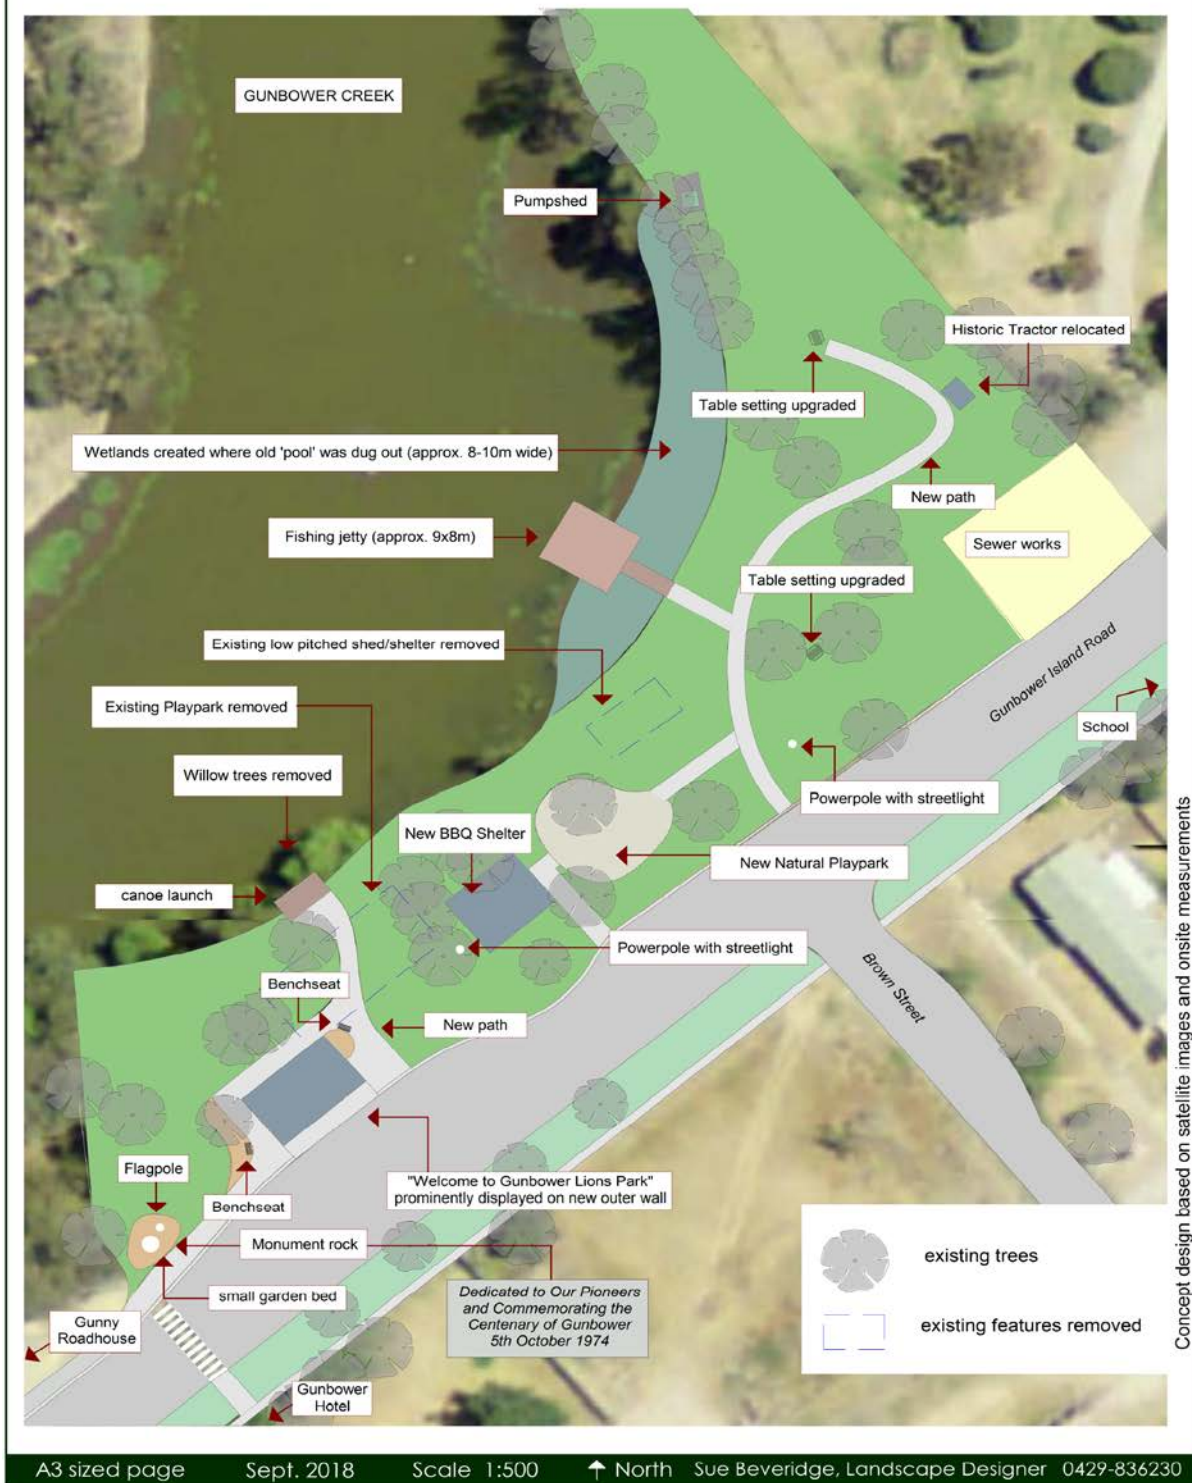 GUNBOWER CREEK
Pumpshed
Historic Tractor relocated
Table setting upgraded
Wetlands created where old 'pool' was dug out (approx. 8-10m wide)
New path
Fishing jetty (approx. 9x8m)
Sewer works
Table setting upgraded
Existing low pitched shed/shelter removed
Gunbower Island Road
Existing Playpark removed
School
Willow trees removed
Powerpole with streetlight
New BBQ Shelter
New Natural Playpark
canoe launch
Powerpole with streetlight
Brown Street
Benchseat
New path
Flagpole
"Welcome to Gunbower Lions Park"
prominently displayed on new outer wall
Benchseat
Monument rock
small garden bed
Dedicated to Our Pioneers
and Commemorating the
Centenary of Gunbower
5th October 1974
Gunny
Roadhouse
Gunbower
Hotel
existing trees
existing features removed
Concept design based on satellite images and onsite measurements
A3 sized page Sept. 2018 Scale 1:500 ↑ North Sue Beveridge, Landscape Designer 0429-836230